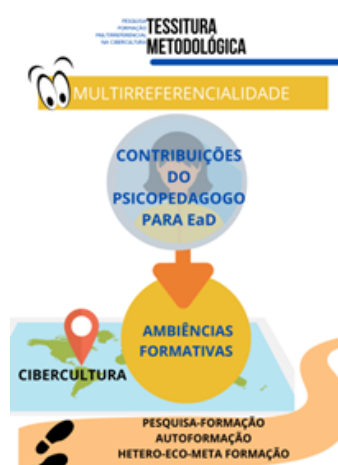 PESQUISA
FORMAÇÃO
MULTIRREFERENCIAL
NA CIBERCULTURA
TESSITURA
METODOLÓGICA
MULTIRREFERENCIALIDADE
CONTRIBUIÇÕES
DO
PSICOPEDAGOGO
PARA EaD
AMBIÊNCIAS
FORMATIVAS
CIBERCULTURA
PESQUISA-FORMAÇÃO
AUTOFORMAÇÃO
HETERO-ECO-META FORMAÇÃO